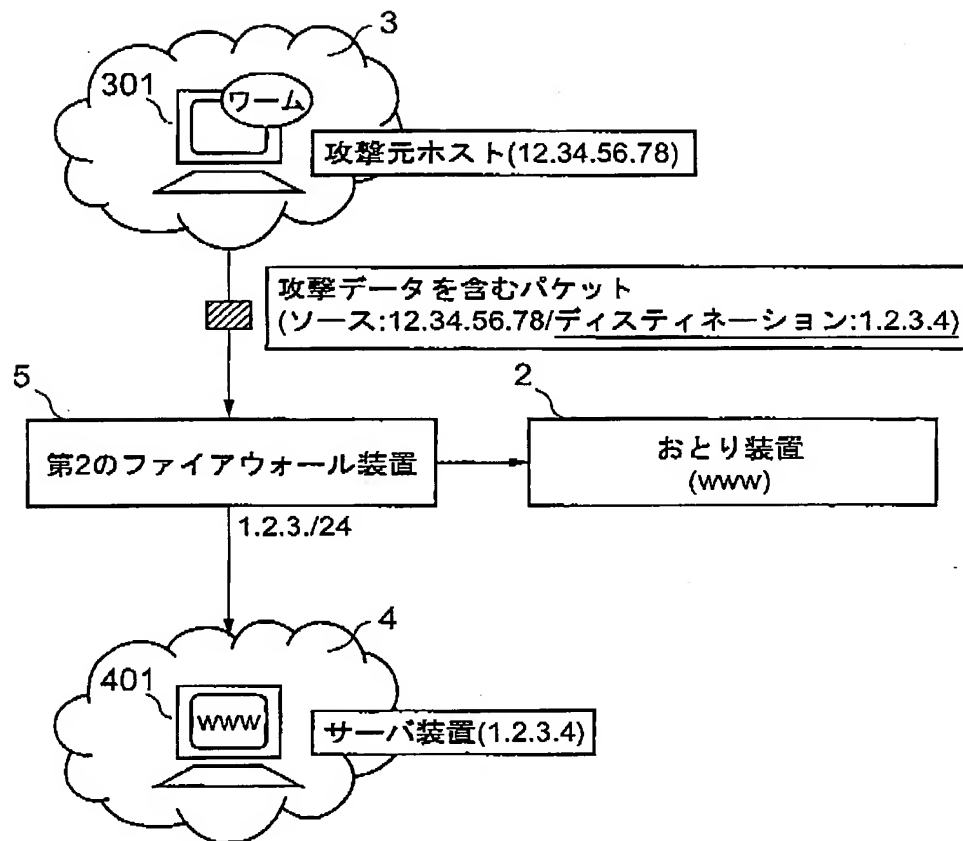 3
301
ワーム
攻撃元ホスト(12.34.56.78)
攻撃データを含むパケット
(ソース:12.34.56.78/ディスティネーション:1.2.3.4)
5
2
第2のファイアウォール装置
おとり装置
(www)
1.2.3./24
4
401
www
サーバ装置(1.2.3.4)